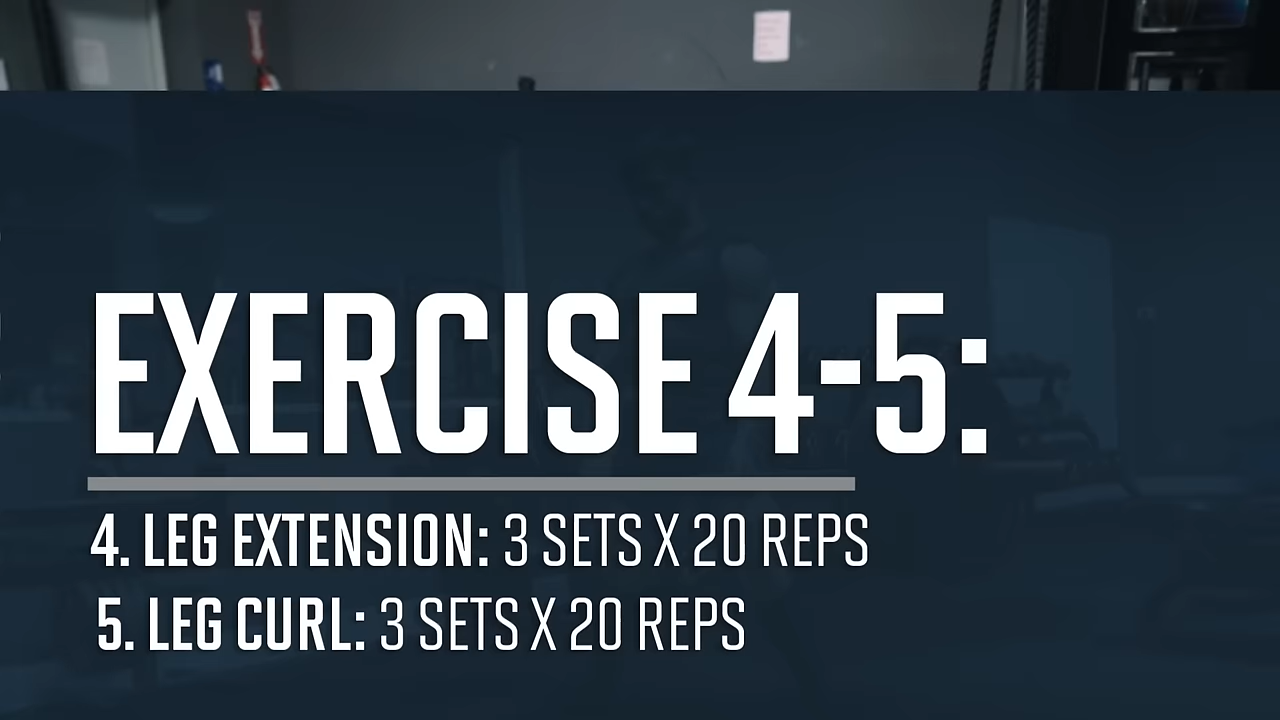 EXERCISE 4-5:
4. LEG EXTENSION: 3 SETS X 20 REPS
5. LEG CURL: 3 SETS X 20 REPS